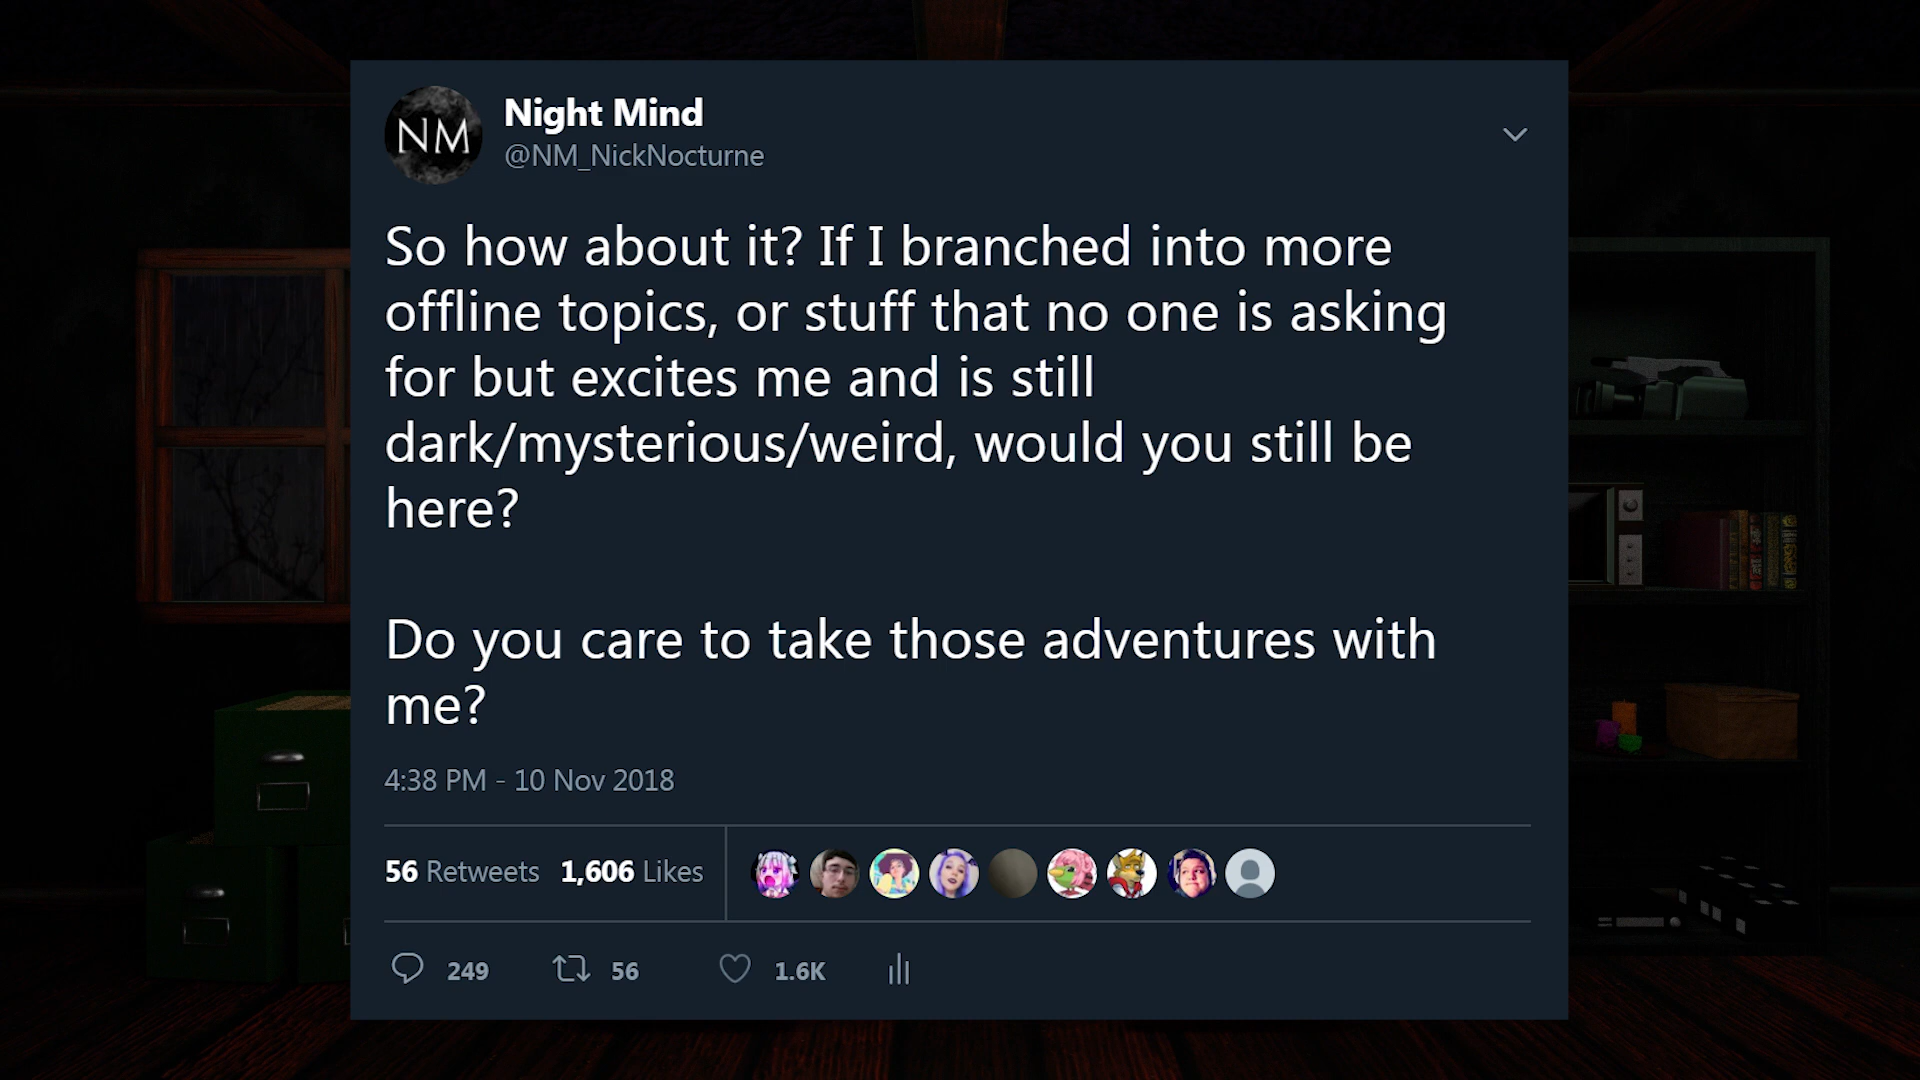 NM
Night Mind
@NM_NickNocturne
So how about it? If I branched into more
offline topics, or stuff that no one is asking
for but excites me and is still
dark/mysterious/weird, would you still be
here?
Do you care to take those adventures with
me?
4:38 PM - 10 Nov 2018
56 Retweets 1,606 Likes
249 56 1.6K